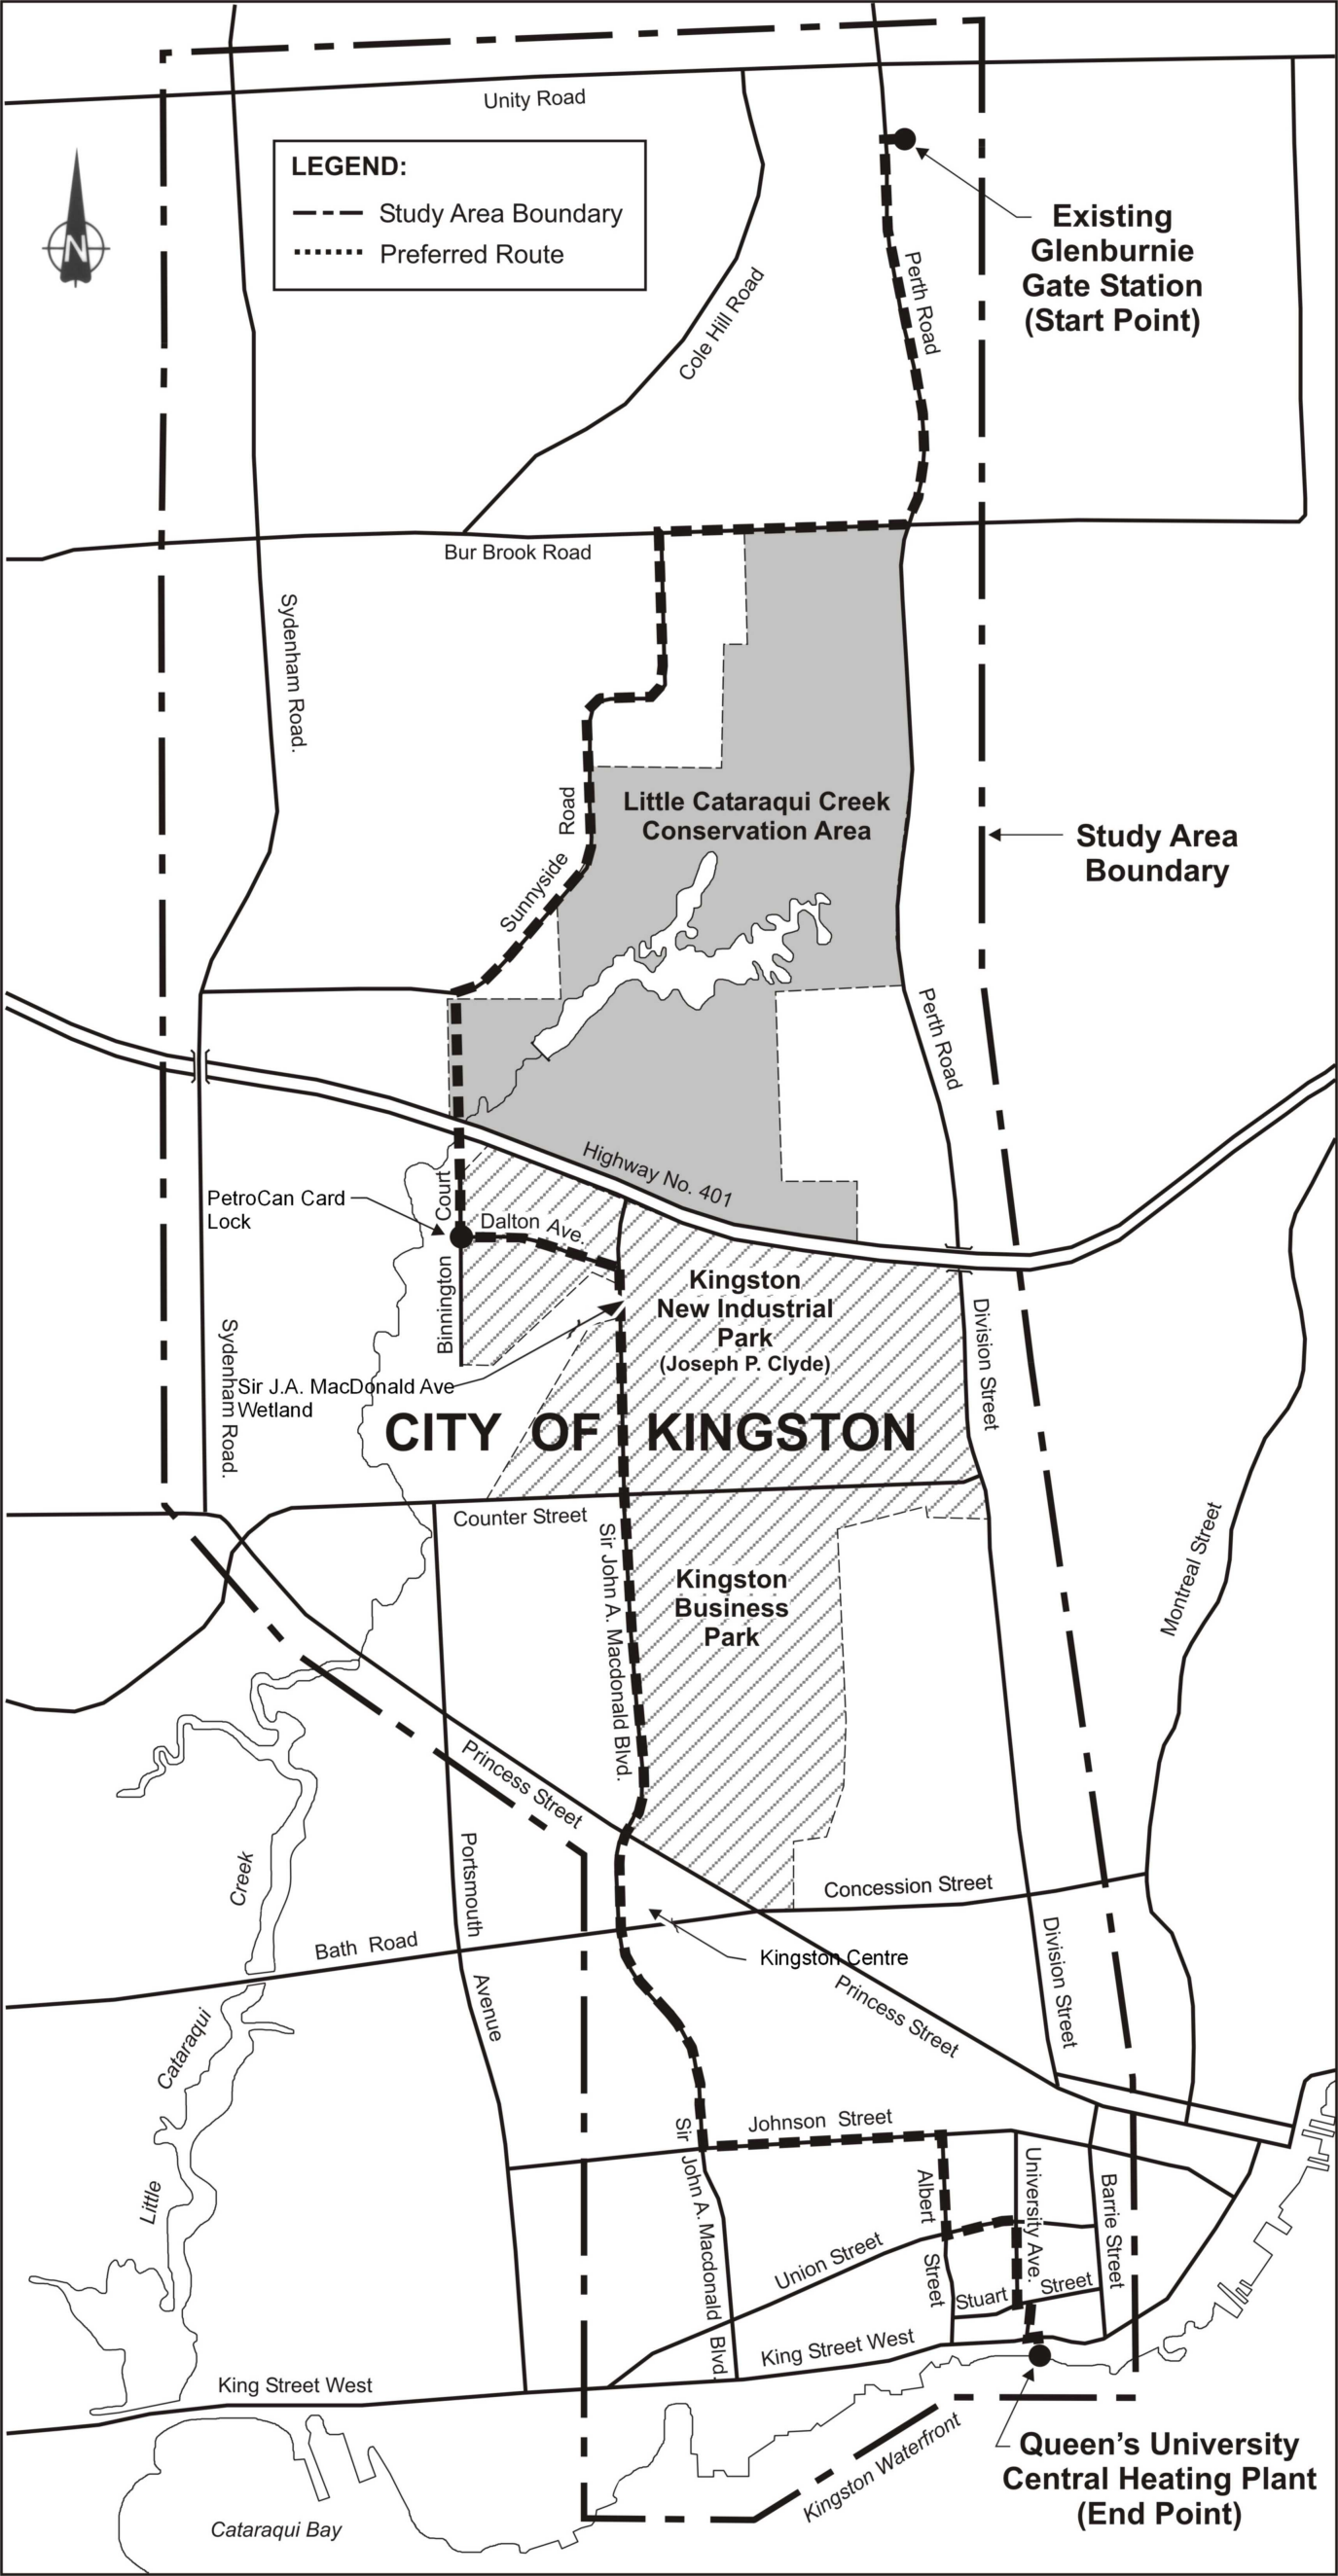 Unity Road
LEGEND:
Study Area Boundary
Preferred Route
N
Existing
Glenburnie
Gate Station
(Start Point)
Perth Road
Cole Hill Road
Bur Brook Road
Sydenham Road.
Little Cataraqui Creek
Conservation Area
Study Area
Boundary
Sunnyside Road
Perth Road
Highway No. 401
PetroCan Card
Lock
Binnington Court
Dalton Ave.
Kingston
New Industrial
Park
(Joseph P. Clyde)
Division Street
Sydenham Road.
Sir J.A. MacDonald Ave
Wetland
CITY OF KINGSTON
Counter Street
Sir John A. Macdonald Blvd.
Kingston
Business
Park
Montreal Street
Princess Street
Portsmouth Avenue
Concession Street
Bath Road
Kingston Centre
Princess Street
Division Street
Little Cataraqui Creek
Johnson Street
Sir John A. Macdonald Blvd.
Albert Street
University Ave.
Barrie Street
Union Street
Stuart Street
King Street West
King Street West
Kingston Waterfront
Queen's University
Central Heating Plant
(End Point)
Cataraqui Bay